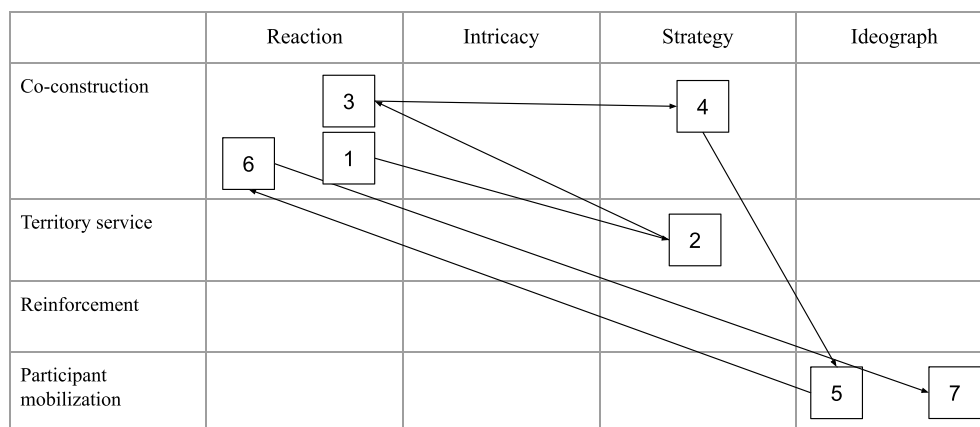 Reaction Intricacy Strategy Ideograph
Co-construction
3 4
6 1
Territory service
2
Reinforcement
Participant
mobilization
5 7